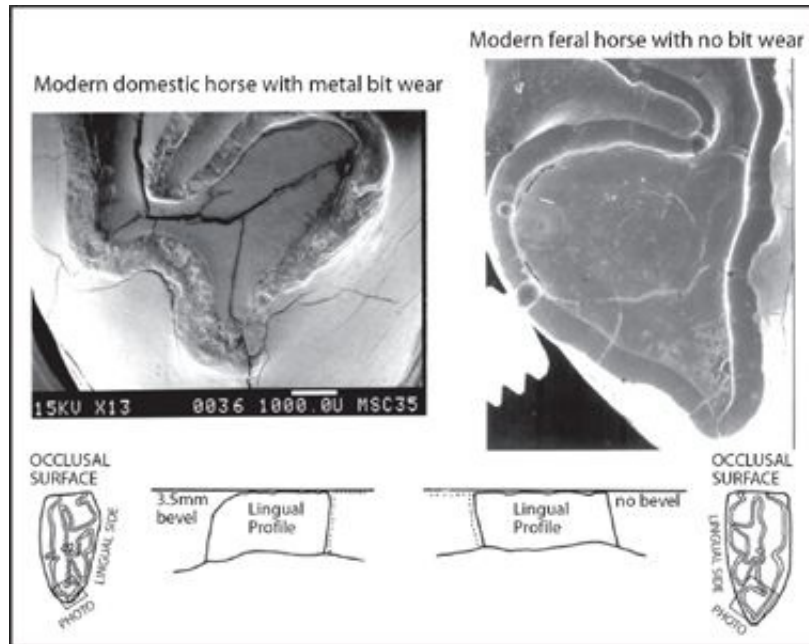 Modern domestic horse with metal bit wear
Modern feral horse with no bit wear
15KV X13 0036 1000.0U MSC35
OCCLUSAL
SURFACE
LINGUAL SIDE
PHOTO
3.5mm
bevel
Lingual
Profile
Lingual
Profile
no bevel
OCCLUSAL
SURFACE
LINGUAL SIDE
PHOTO